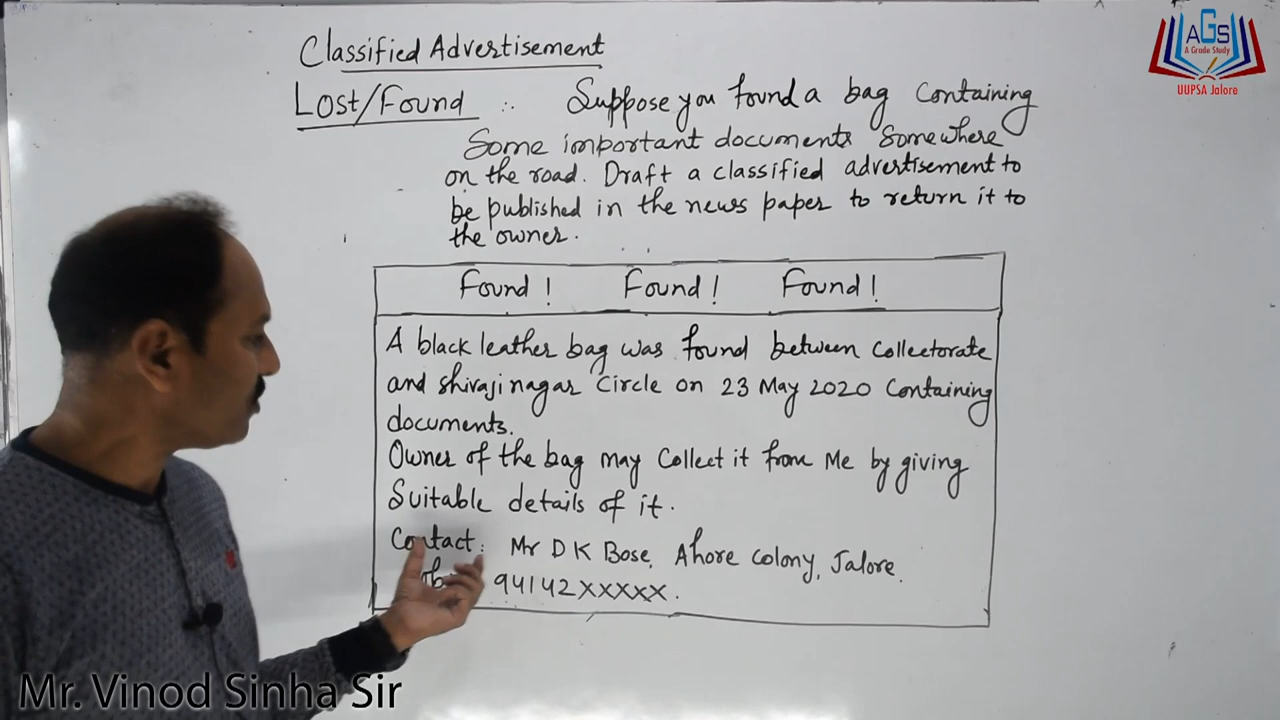 Classified Advertisement
Lost/Found :. Suppose you found a bag Containing
Some important documents Somewhere
on the road. Draft a classified advertisement to
be published in the news paper to return it to
the owner.
Found ! Found ! Found !
A black leather bag was found between Collectorate
and shivaji nagar Circle on 23 May 2020 Containing
documents.
Owner of the bag may Collect it from Me by giving
Suitable details of it.
Contact: Mr D K Bose, Ahore Colony, Jalore.
94142XXXXX.
AGS
A Grade Study
UUPSA Jalore
Mr. Vinod Sinha Sir